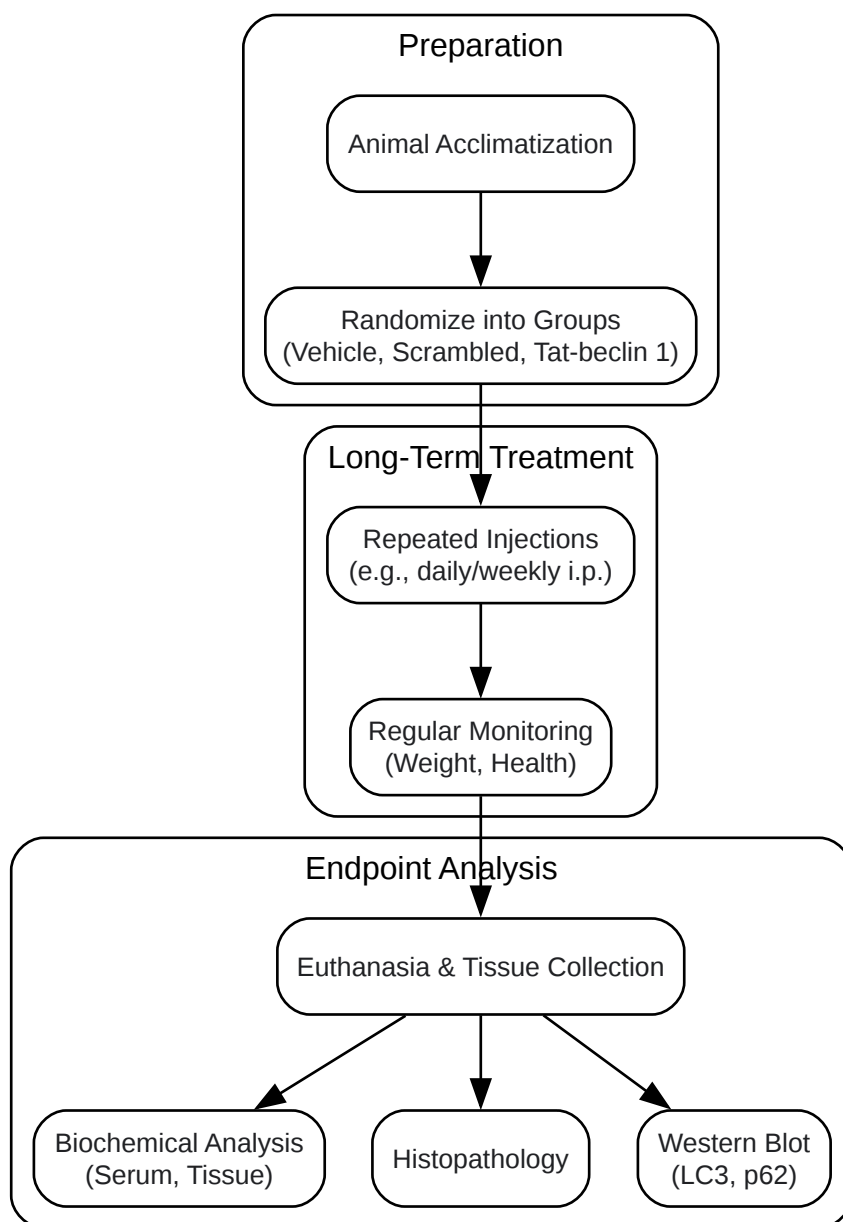 Preparation
Animal Acclimatization
Randomize into Groups
(Vehicle, Scrambled, Tat-beclin 1)
Long-Term Treatment
Repeated Injections
(e.g., daily/weekly i.p.)
Regular Monitoring
(Weight, Health)
Endpoint Analysis
Euthanasia & Tissue Collection
Biochemical Analysis
(Serum, Tissue)
Histopathology
Western Blot
(LC3, p62)